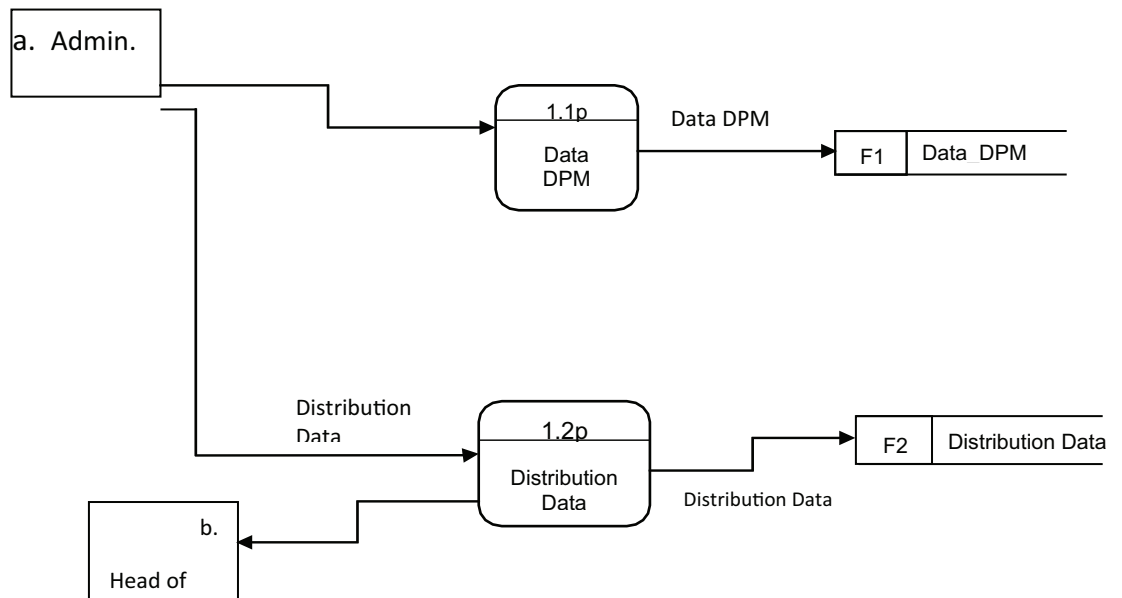 a. Admin.
1.1p
Data
DPM
Data DPM
F1
Data_DPM
Distribution
Data
1.2p
Distribution
Data
Distribution Data
F2
Distribution Data
b.
Head of